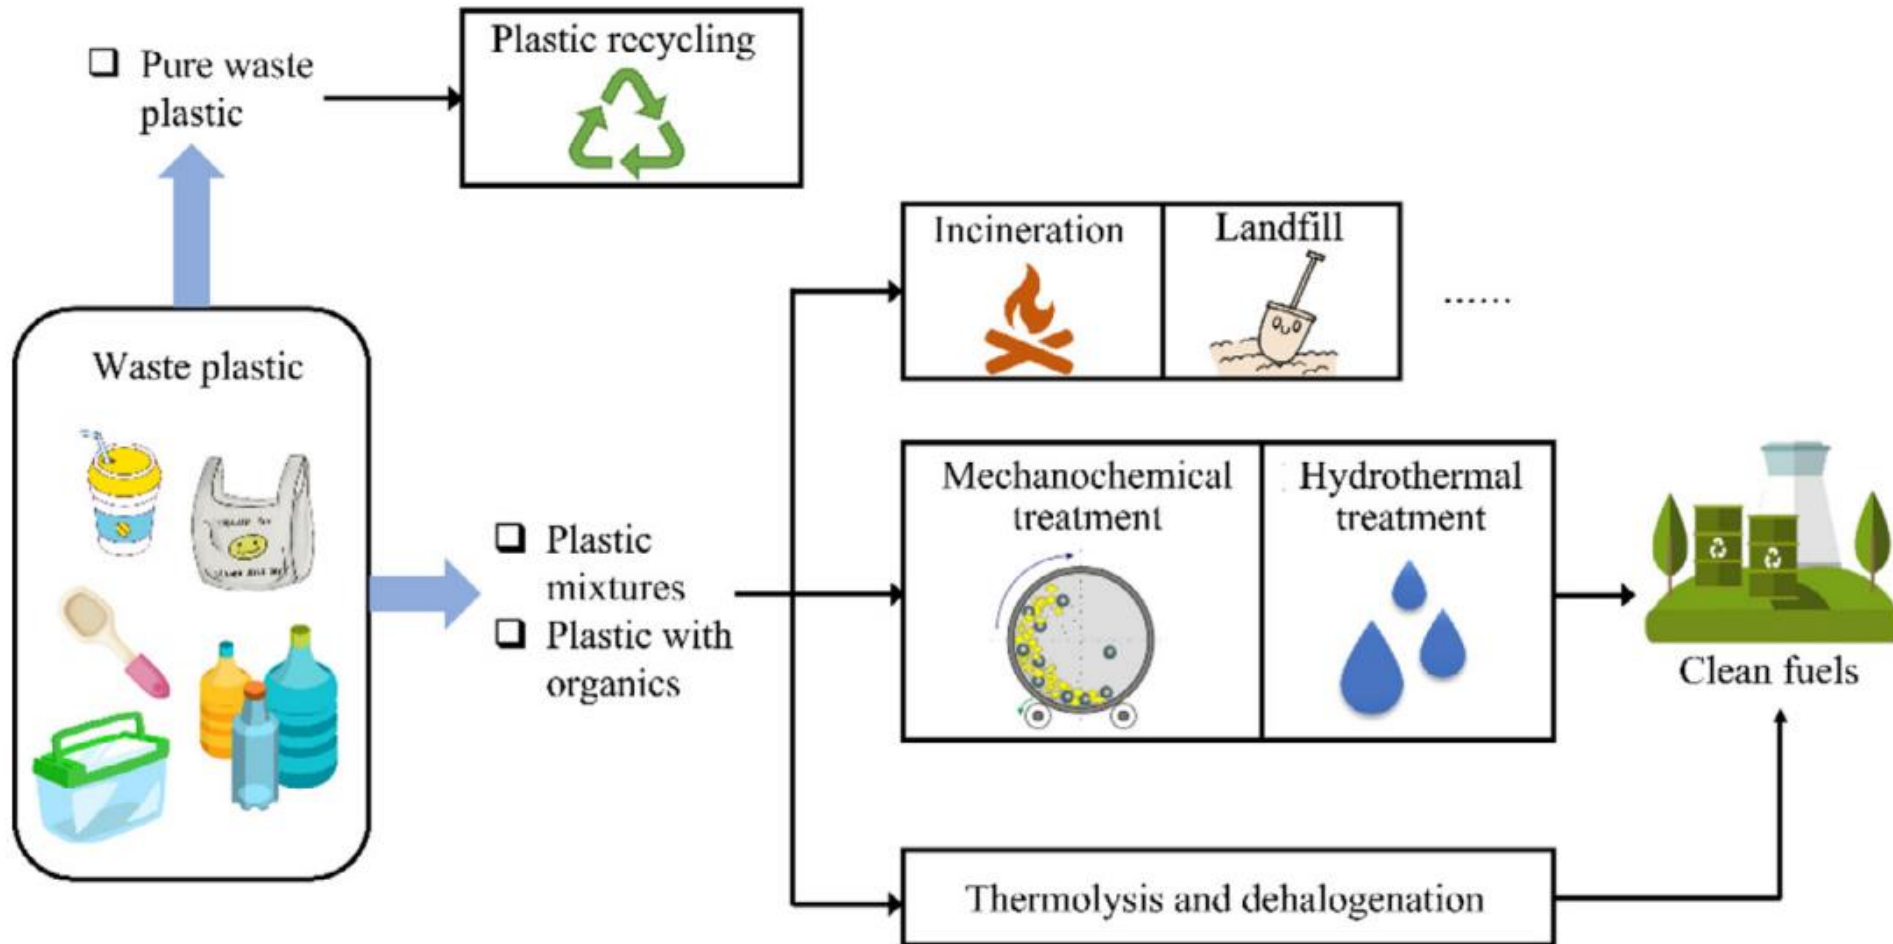 Pure waste
plastic
Plastic recycling
Incineration
Landfill
......
Waste plastic
Plastic
mixtures
Plastic with
organics
Mechanochemical
treatment
Hydrothermal
treatment
Clean fuels
Thermolysis and dehalogenation